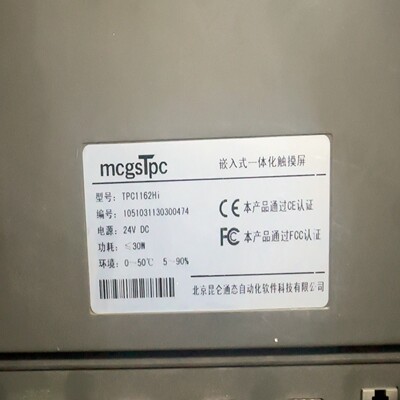 mcgsTpc
嵌入式一体化触摸屏
型号: TPC1162Hi
编号: 1051031130300474
电源: 24V DC
功耗: ≤30W
环境: 0~50℃ 5~90%
CE 本产品通过CE认证
FC 本产品通过FCC认证
北京昆仑通态自动化软件科技有限公司